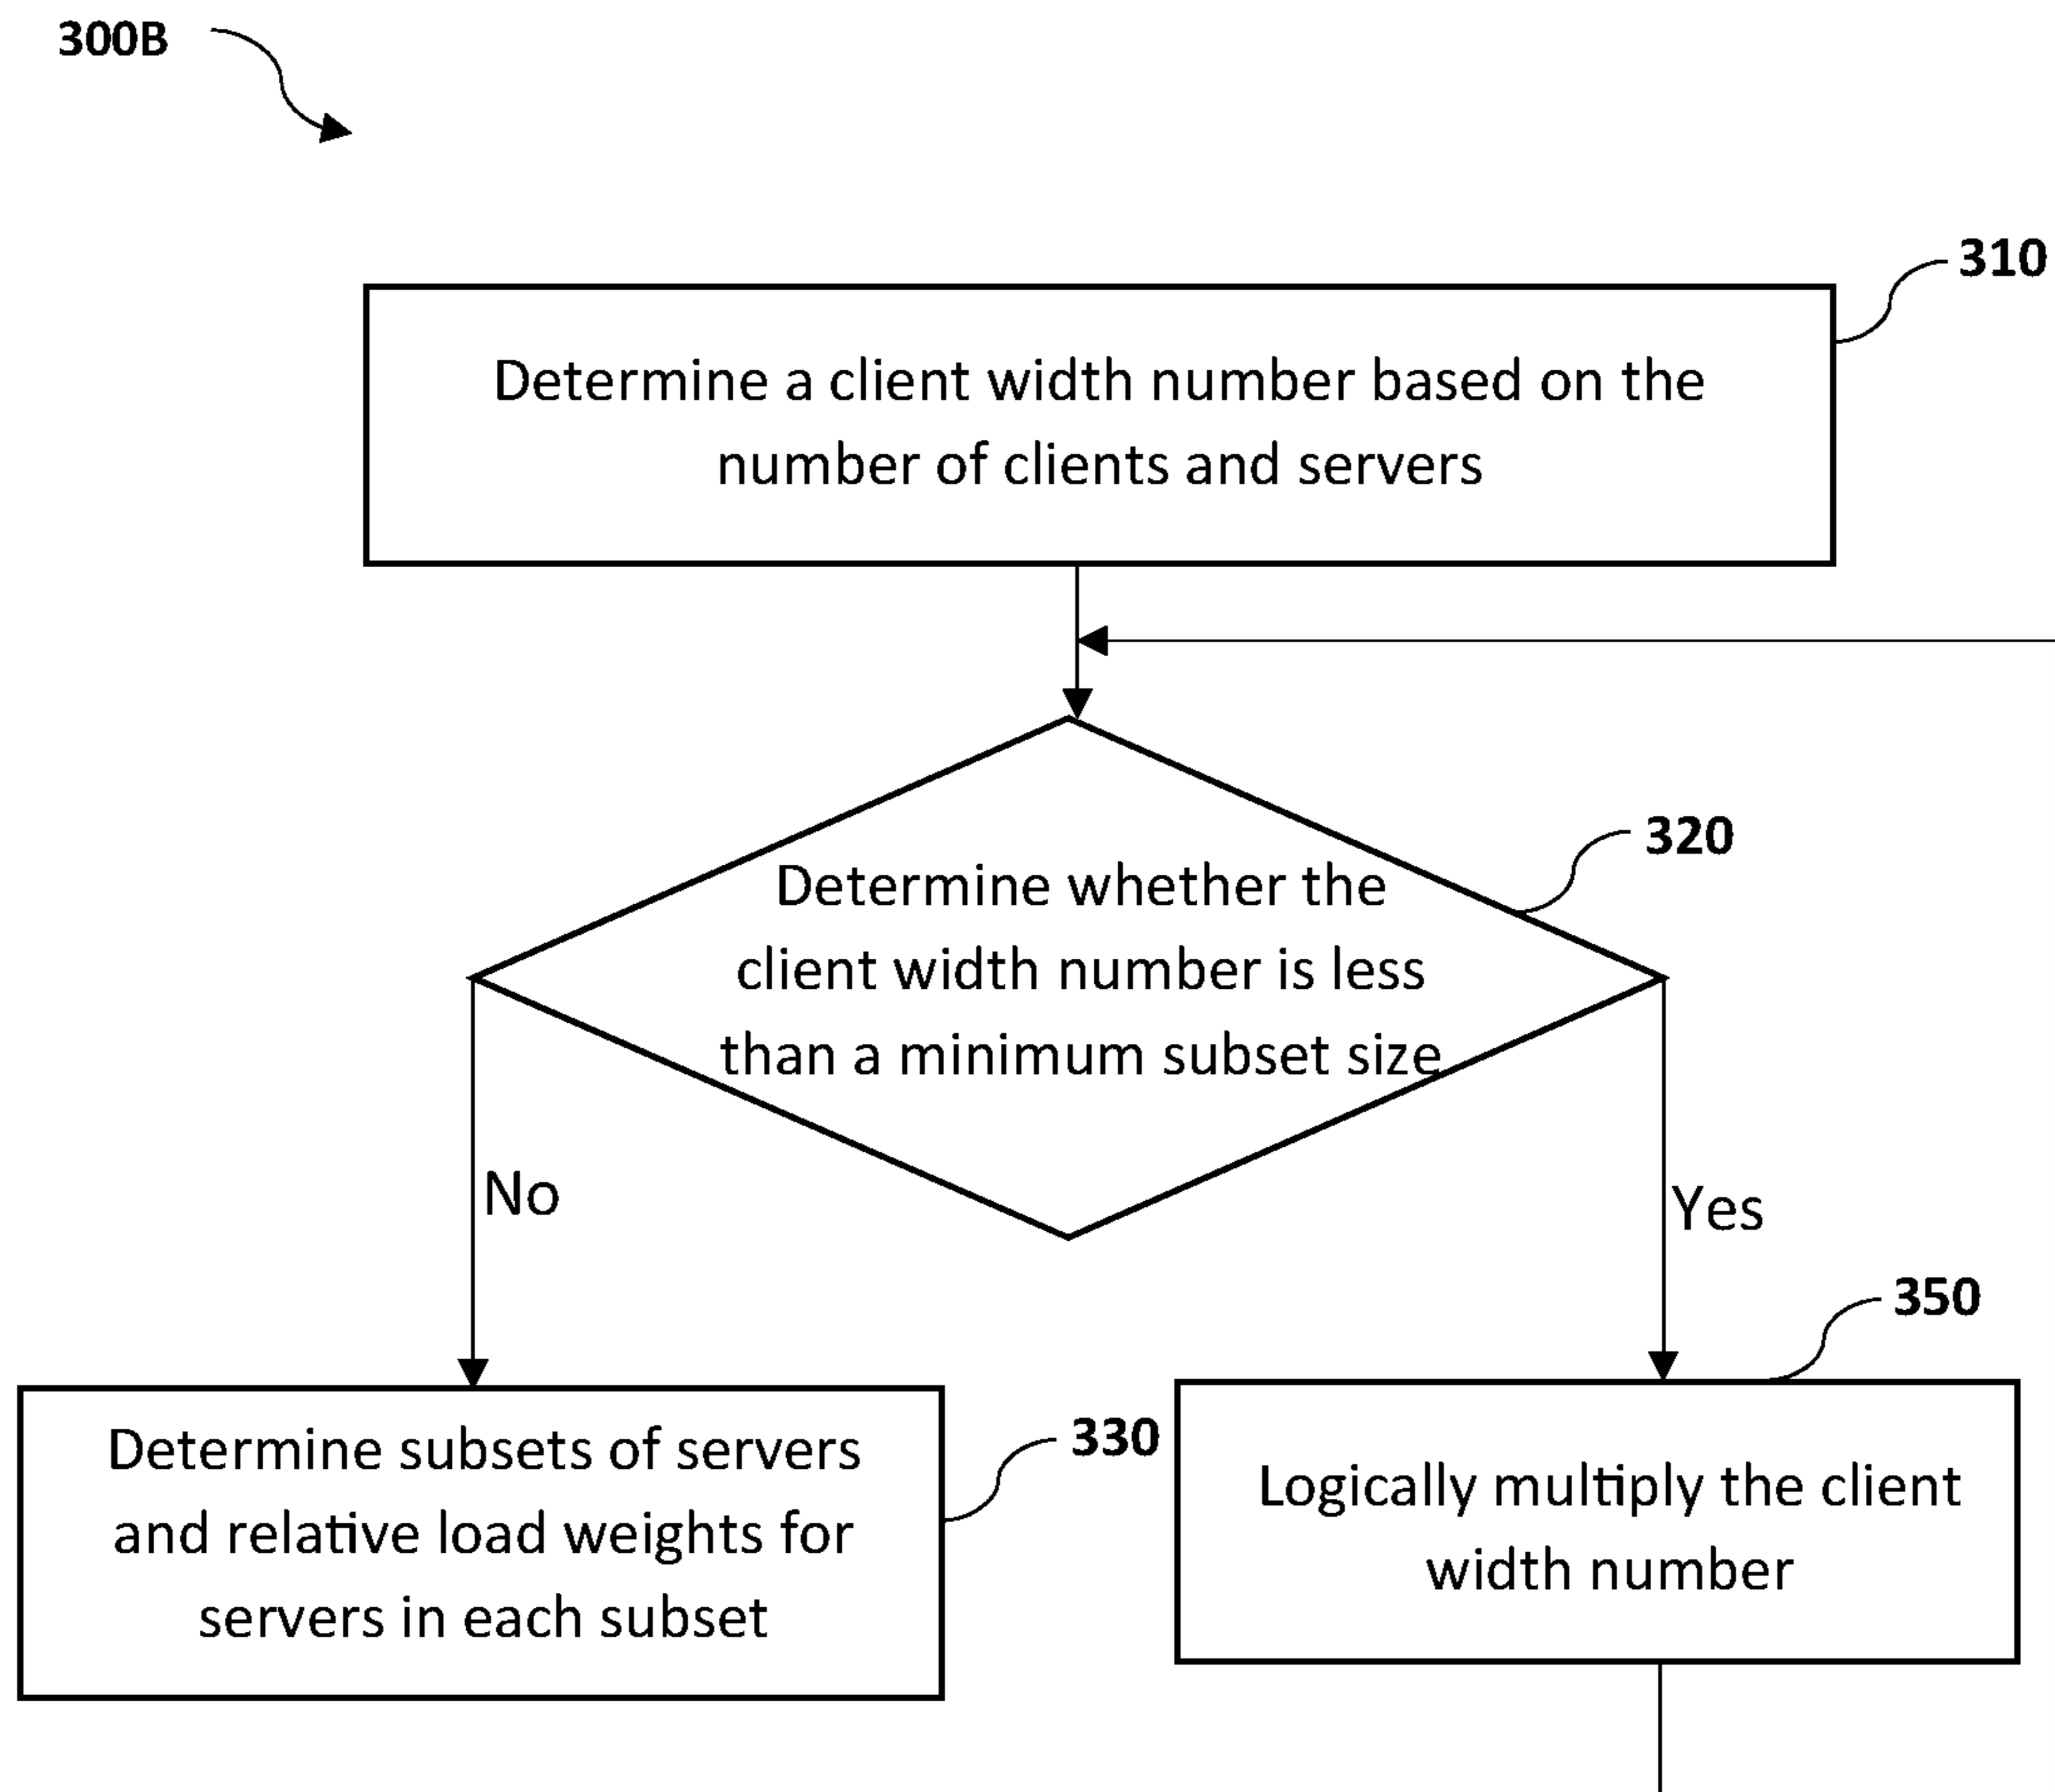 300B
310
Determine a client width number based on the
number of clients and servers
320
Determine whether the
client width number is less
than a minimum subset size
No
Yes
350
330
Determine subsets of servers
and relative load weights for
servers in each subset
Logically multiply the client
width number